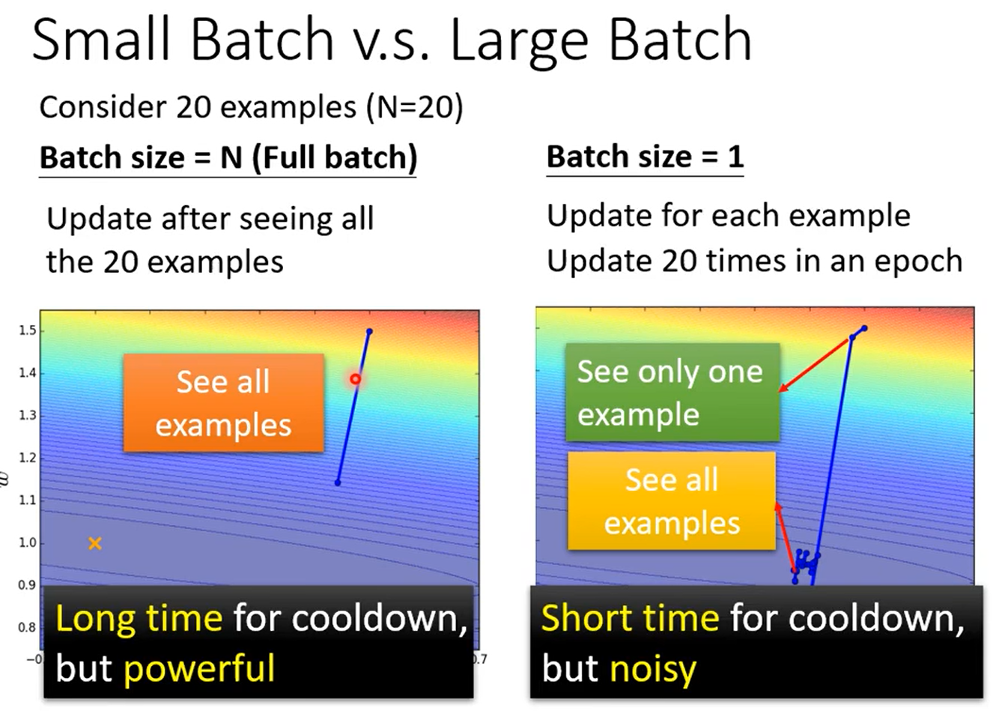 Small Batch v.s. Large Batch
Consider 20 examples (N=20)
Batch size = N (Full batch)
Update after seeing all
the 20 examples
1.5
1.4
1.3
1.2
1.1
1.0
0.9
0.8
w
See all
examples
Long time for cooldown,
but powerful
Batch size = 1
Update for each example
Update 20 times in an epoch
See only one
example
See all
examples
Short time for cooldown,
but noisy